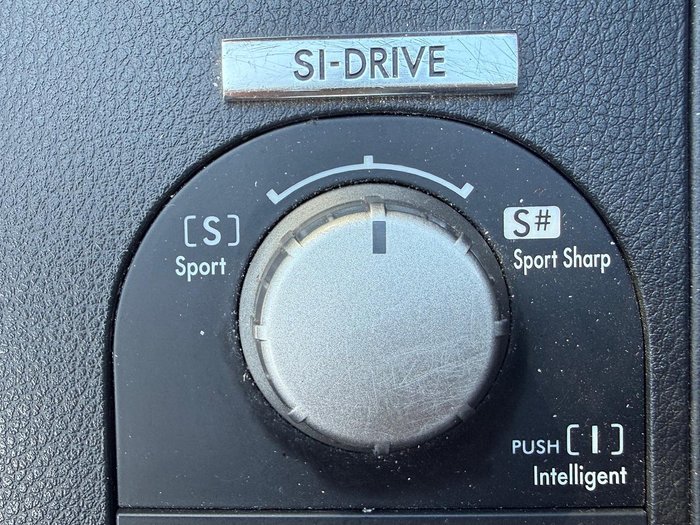 SI-DRIVE
[S]
Sport
S#
Sport Sharp
PUSH [I]
Intelligent